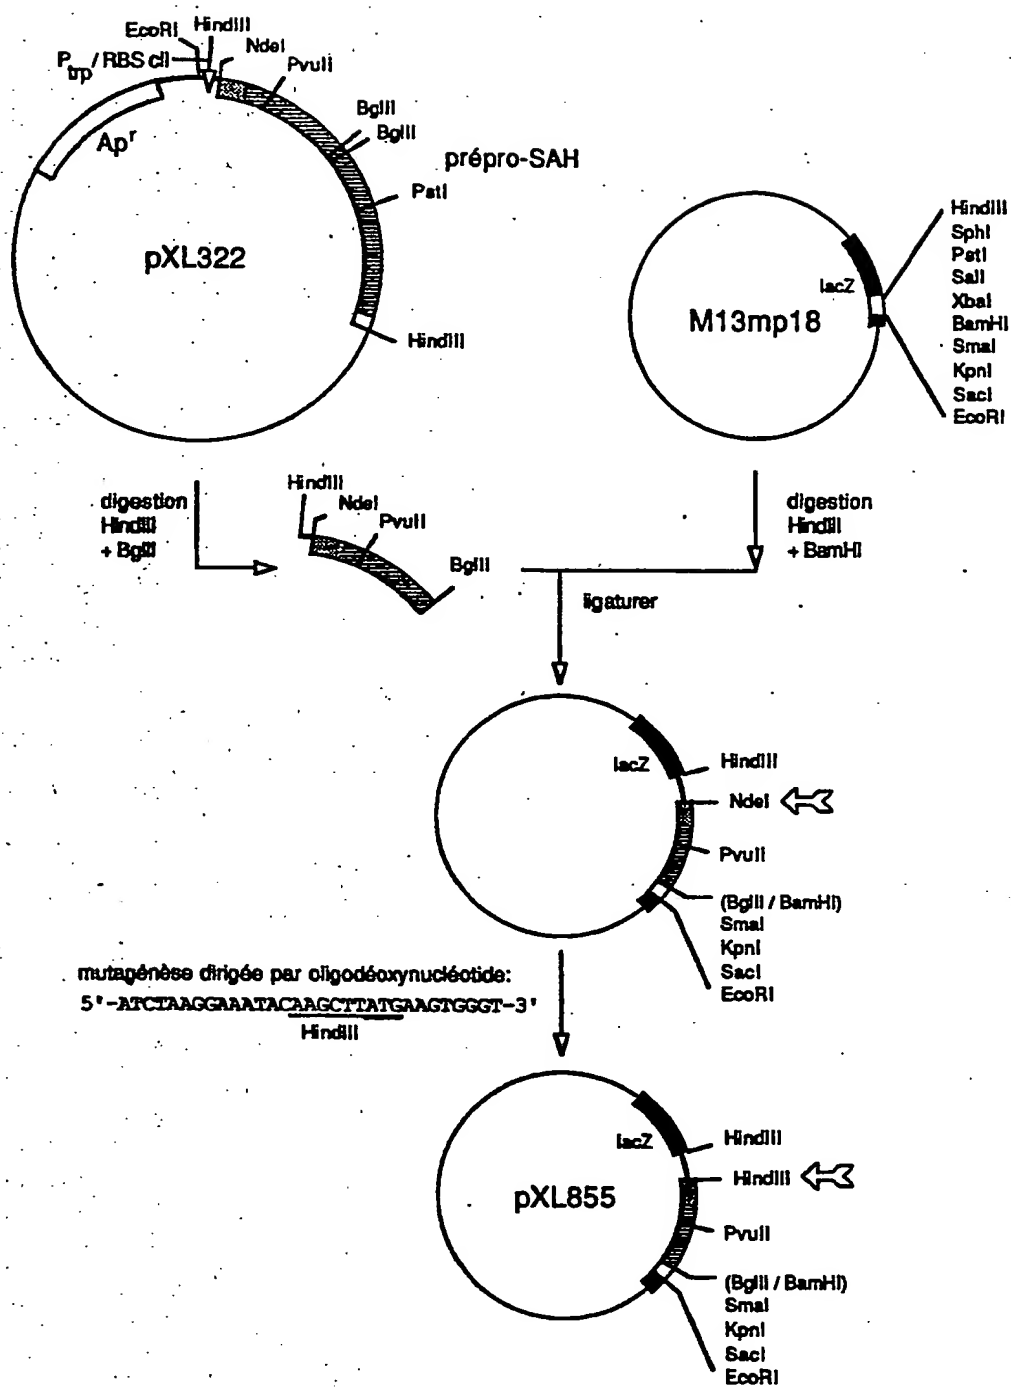 EcoRI
HindIII
NdeI
P trp / RBS cII
PvuII
BglII
BglII
Ap r
prépro-SAH
PstI
pXL322
HindIII
HindIII
SphI
PstI
SalI
XbaI
BamHI
SmaI
KpnI
SacI
EcoRI
lacZ
M13mp18
digestion
HindIII
+ BglII
HindIII
NdeI
PvuII
BglII
digestion
HindIII
+ BamHI
ligaturer
lacZ
HindIII
NdeI
PvuII
(BglII / BamHI)
SmaI
KpnI
SacI
EcoRI
mutagénèse dirigée par oligodéoxynucléotide:
5'-ATCTAAGGAAATACAAGCTTATGAAGTGGGT-3'
HindIII
lacZ
HindIII
HindIII
pXL855
PvuII
(BglII / BamHI)
SmaI
KpnI
SacI
EcoRI